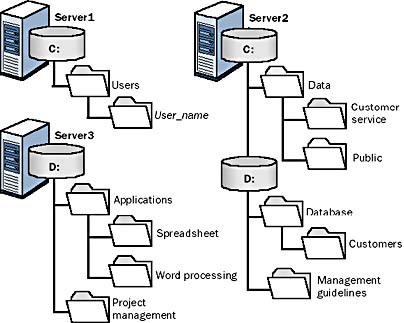 Server1
C:
Users
User_name
Server2
C:
Data
Customer
service
Public
D:
Database
Customers
Management
guidelines
Server3
D:
Applications
Spreadsheet
Word processing
Project
management